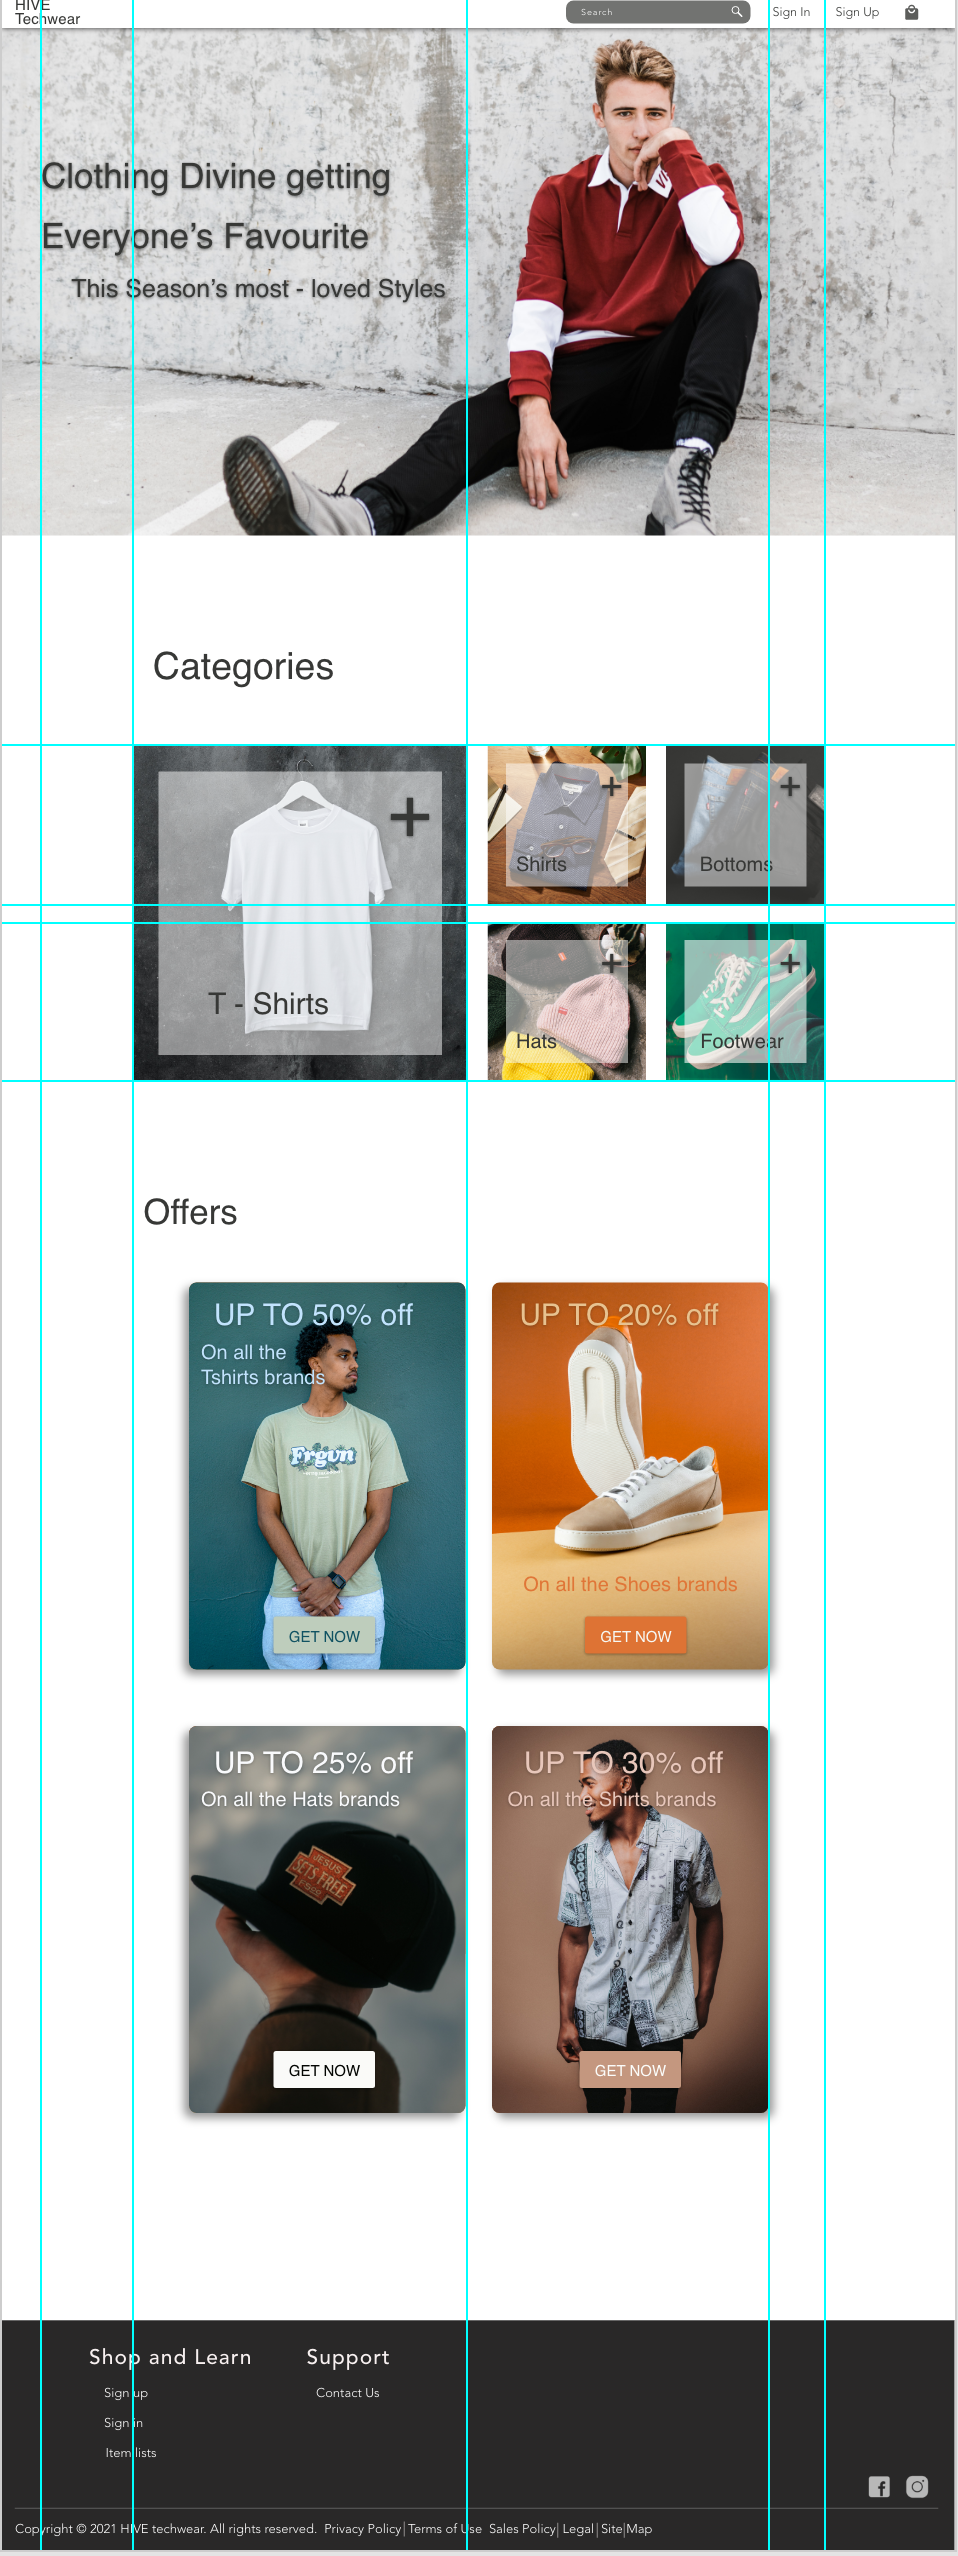 HIVE
Techwear
Search
Sign In
Sign Up
Clothing Divine getting
Everyone's Favourite
This Season's most - loved Styles
Categories
T - Shirts
Shirts
Bottoms
Hats
Footwear
Offers
UP TO 50% off
On all the
Tshirts brands
Frgvn
GET NOW
UP TO 20% off
On all the Shoes brands
GET NOW
UP TO 25% off
On all the Hats brands
JESUS
SETS FREE
GET NOW
UP TO 30% off
On all the Shirts brands
GET NOW
Shop and Learn
Sign up
Sign in
Item lists
Support
Contact Us
Copyright © 2021 HIVE techwear. All rights reserved. Privacy Policy| Terms of Use Sales Policy| Legal| Site|Map